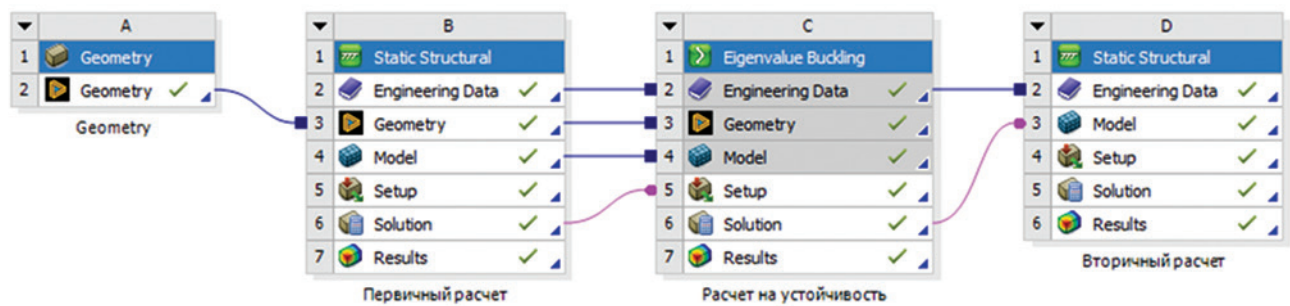 A
1 Geometry
2 Geometry
Geometry
B
1 Static Structural
2 Engineering Data
3 Geometry
4 Model
5 Setup
6 Solution
7 Results
Первичный расчет
C
1 Eigenvalue Buckling
2 Engineering Data
3 Geometry
4 Model
5 Setup
6 Solution
7 Results
Расчет на устойчивость
D
1 Static Structural
2 Engineering Data
3 Model
4 Setup
5 Solution
6 Results
Вторичный расчет